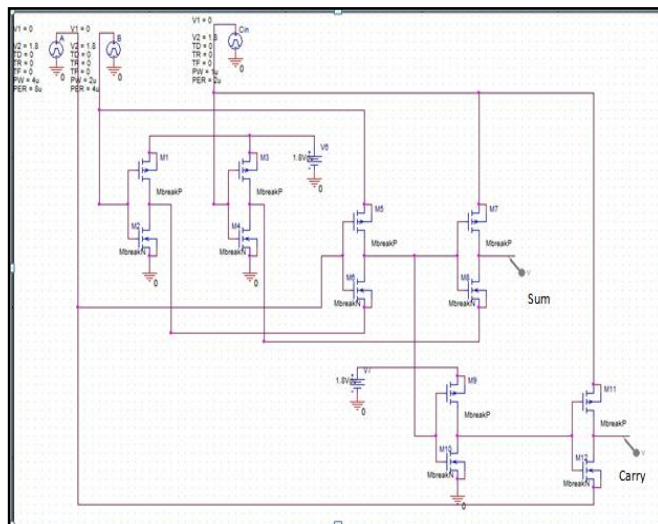 V1 = 0
V2 = 1.8
TD = 0
TR = 0
TF = 0
PW = 4u
PER = 8u
A
0
V1 = 0
V2 = 1.8
TD = 0
TR = 0
TF = 0
PW = 2u
PER = 4u
B
0
V1 = 0
V2 = 1.8
TD = 0
TR = 0
TF = 0
PW = 1u
PER = 2u
Cin
0
M1
MbreakP
M2
MbreakN
0
M3
MbreakP
M4
MbreakN
0
V6
1.8V
0
M5
MbreakP
M6
MbreakN
M7
MbreakP
M8
MbreakN
V
Sum
V7
1.8V
0
M9
MbreakP
M10
MbreakN
0
M11
MbreakP
M12
MbreakN
V
Carry